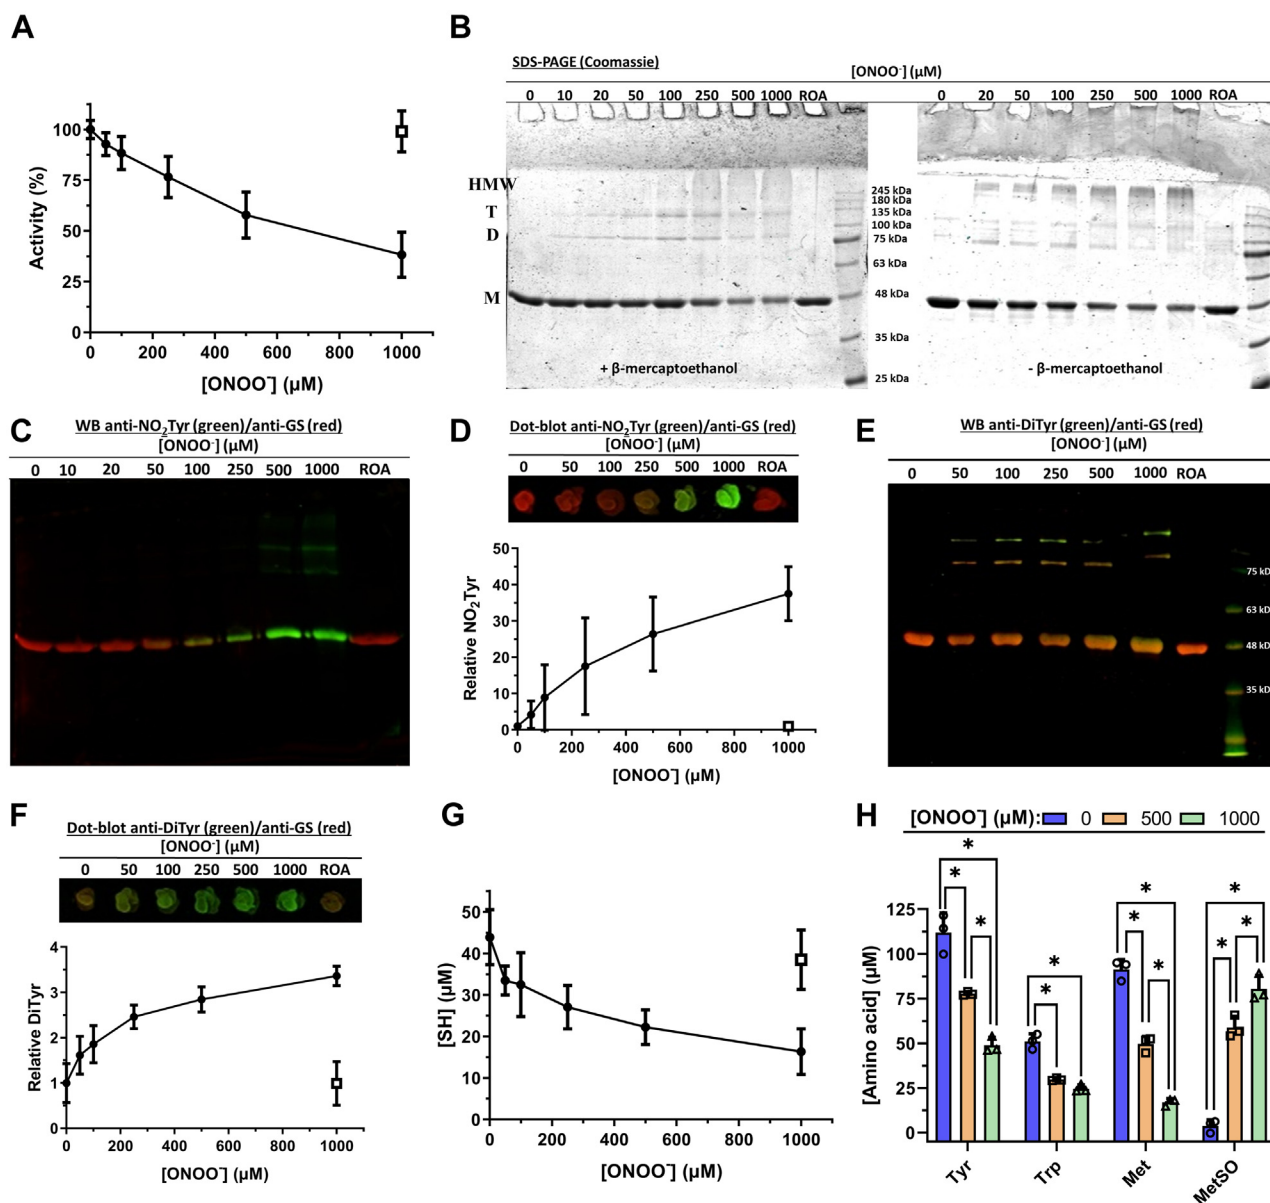 A
100
75
50
25
0
Activity (%)
0 200 400 600 800 1000
[ONOO⁻] (µM)
B
SDS-PAGE (Coomassie)
[ONOO⁻] (µM)
0 10 20 50 100 250 500 1000 ROA
0 20 50 100 250 500 1000 ROA
HMW
T
D
M
245 kDa
180 kDa
135 kDa
100 kDa
75 kDa
63 kDa
48 kDa
35 kDa
25 kDa
+ β-mercaptoethanol
- β-mercaptoethanol
C
WB anti-NO₂Tyr (green)/anti-GS (red)
[ONOO⁻] (µM)
0 10 20 50 100 250 500 1000 ROA
D
Dot-blot anti-NO₂Tyr (green)/anti-GS (red)
[ONOO⁻] (µM)
0 50 100 250 500 1000 ROA
50
40
30
20
10
0
Relative NO₂Tyr
0 200 400 600 800 1000
[ONOO⁻] (µM)
E
WB anti-DiTyr (green)/anti-GS (red)
[ONOO⁻] (µM)
0 50 100 250 500 1000 ROA
75 kD
63 kD
48 kD
35 kD
F
Dot-blot anti-DiTyr (green)/anti-GS (red)
[ONOO⁻] (µM)
0 50 100 250 500 1000 ROA
4
3
2
1
0
Relative DiTyr
0 200 400 600 800 1000
[ONOO⁻] (µM)
G
50
40
30
20
10
0
[SH] (µM)
0 200 400 600 800 1000
[ONOO⁻] (µM)
H
[ONOO⁻] (µM): 0 500 1000
125
100
75
50
25
0
[Amino acid] (µM)
* * *
* *
* * *
* * *
Tyr Trp Met MetSO